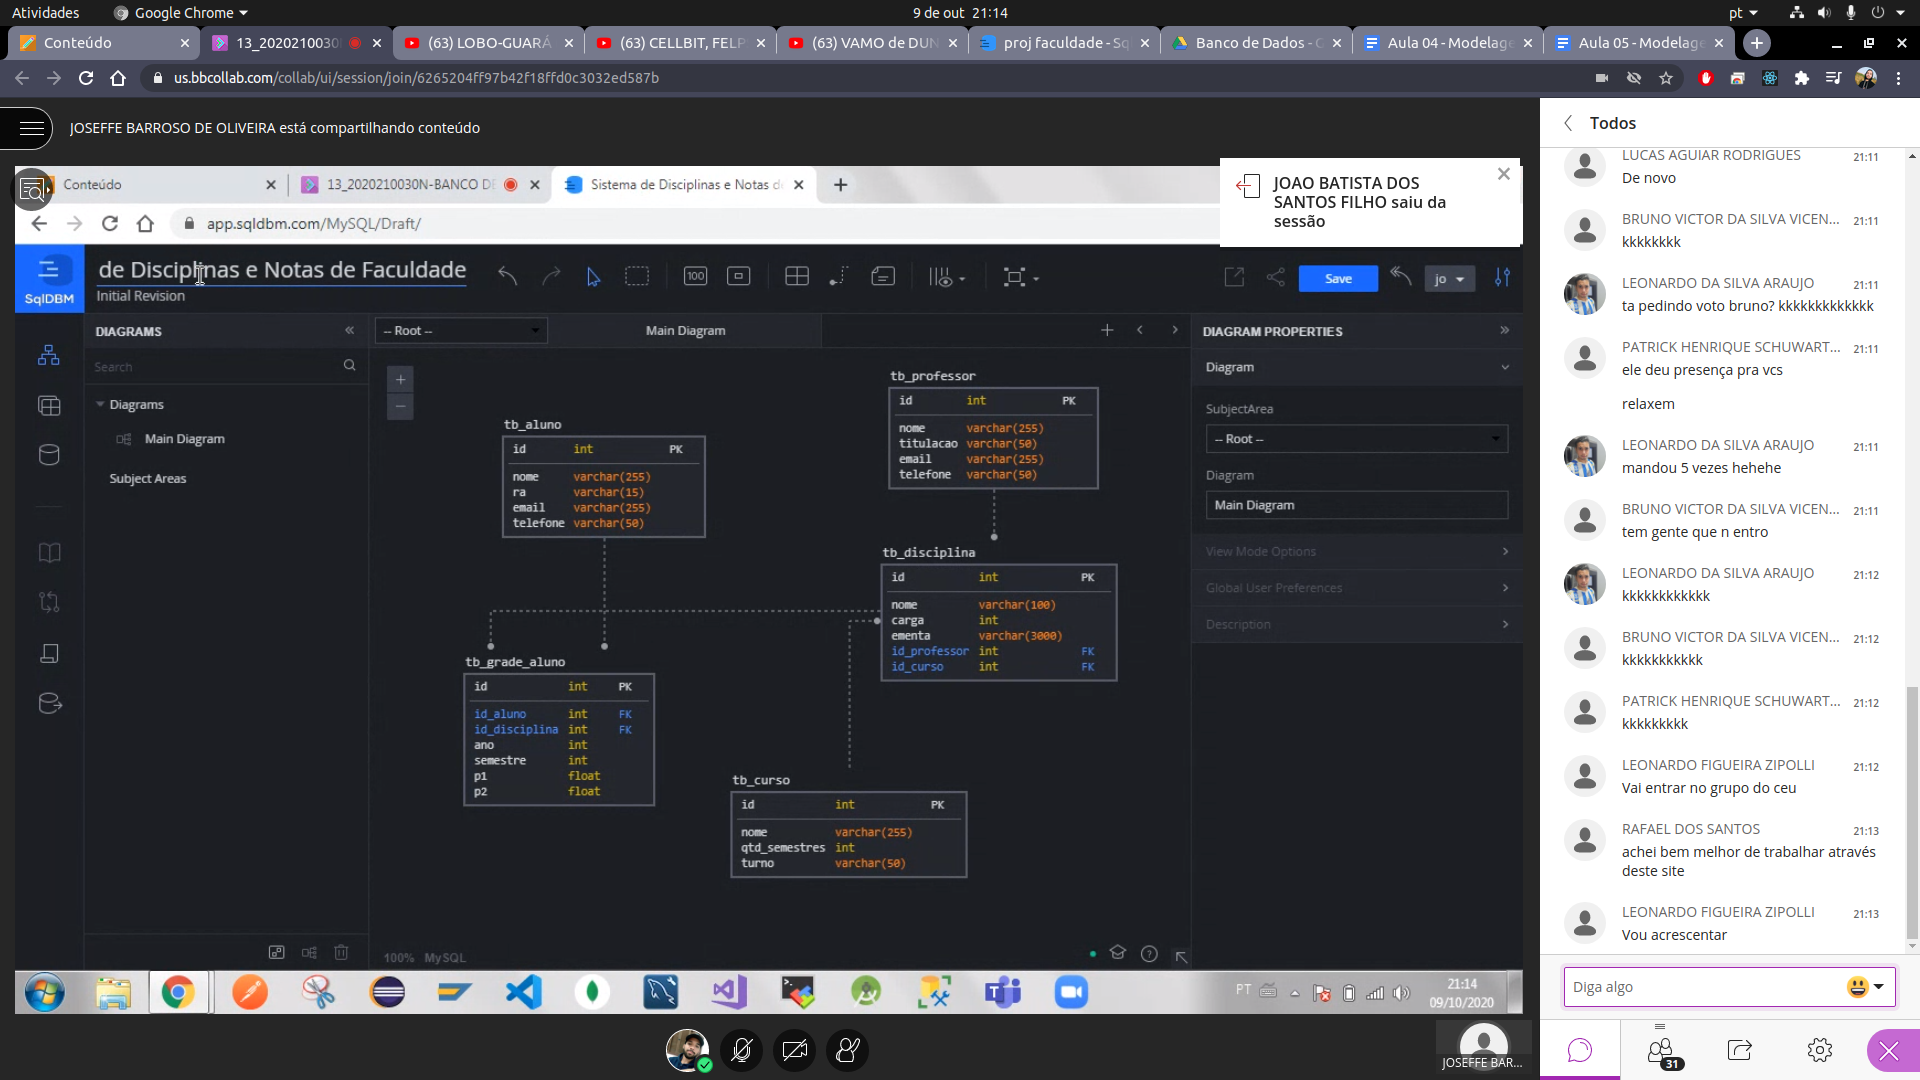 Atividades
Google Chrome
9 de out 21:14
pt
Conteúdo
13_2020210030
(63) LOBO-GUARÁ
(63) CELLBIT, FELP
(63) VAMO de DUN
proj faculdade - Sq
Banco de Dados - C
Aula 04 - Modelage
Aula 05 - Modelage
us.bbcollab.com/collab/ui/session/join/6265204ff97b42f18ffd0c3032ed587b
JOSEFFE BARROSO DE OLIVEIRA está compartilhando conteúdo
Conteúdo
13_2020210030N-BANCO DE
Sistema de Disciplinas e Notas de
app.sqldbm.com/MySQL/Draft/
JOAO BATISTA DOS
SANTOS FILHO saiu da
sessão
SqlDBM
de Disciplinas e Notas de Faculdade
Initial Revision
100
Save
jo
DIAGRAMS
-- Root --
Main Diagram
DIAGRAM PROPERTIES
Search
Diagrams
Main Diagram
Subject Areas
Diagram
SubjectArea
-- Root --
Diagram
Main Diagram
View Mode Options
Global User Preferences
Description
tb_aluno
id int PK
nome varchar(255)
ra varchar(15)
email varchar(255)
telefone varchar(50)
tb_professor
id int PK
nome varchar(255)
titulacao varchar(50)
email varchar(255)
telefone varchar(50)
tb_disciplina
id int PK
nome varchar(100)
carga int
ementa varchar(3000)
id_professor int FK
id_curso int FK
tb_grade_aluno
id int PK
id_aluno int FK
id_disciplina int FK
ano int
semestre int
p1 float
p2 float
tb_curso
id int PK
nome varchar(255)
qtd_semestres int
turno varchar(50)
100% MySQL
PT
21:14
09/10/2020
JOSEFFE BAR...
Todos
LUCAS AGUIAR RODRIGUES 21:11
De novo
BRUNO VICTOR DA SILVA VICEN... 21:11
kkkkkkkk
LEONARDO DA SILVA ARAUJO 21:11
ta pedindo voto bruno? kkkkkkkkkkkkk
PATRICK HENRIQUE SCHUWART... 21:11
ele deu presença pra vcs
relaxem
LEONARDO DA SILVA ARAUJO 21:11
mandou 5 vezes hehehe
BRUNO VICTOR DA SILVA VICEN... 21:11
tem gente que n entro
LEONARDO DA SILVA ARAUJO 21:12
kkkkkkkkkkkk
BRUNO VICTOR DA SILVA VICEN... 21:12
kkkkkkkkkkk
PATRICK HENRIQUE SCHUWART... 21:12
kkkkkkkkk
LEONARDO FIGUEIRA ZIPOLLI 21:12
Vai entrar no grupo do ceu
RAFAEL DOS SANTOS 21:13
achei bem melhor de trabalhar através
deste site
LEONARDO FIGUEIRA ZIPOLLI 21:13
Vou acrescentar
Diga algo
31